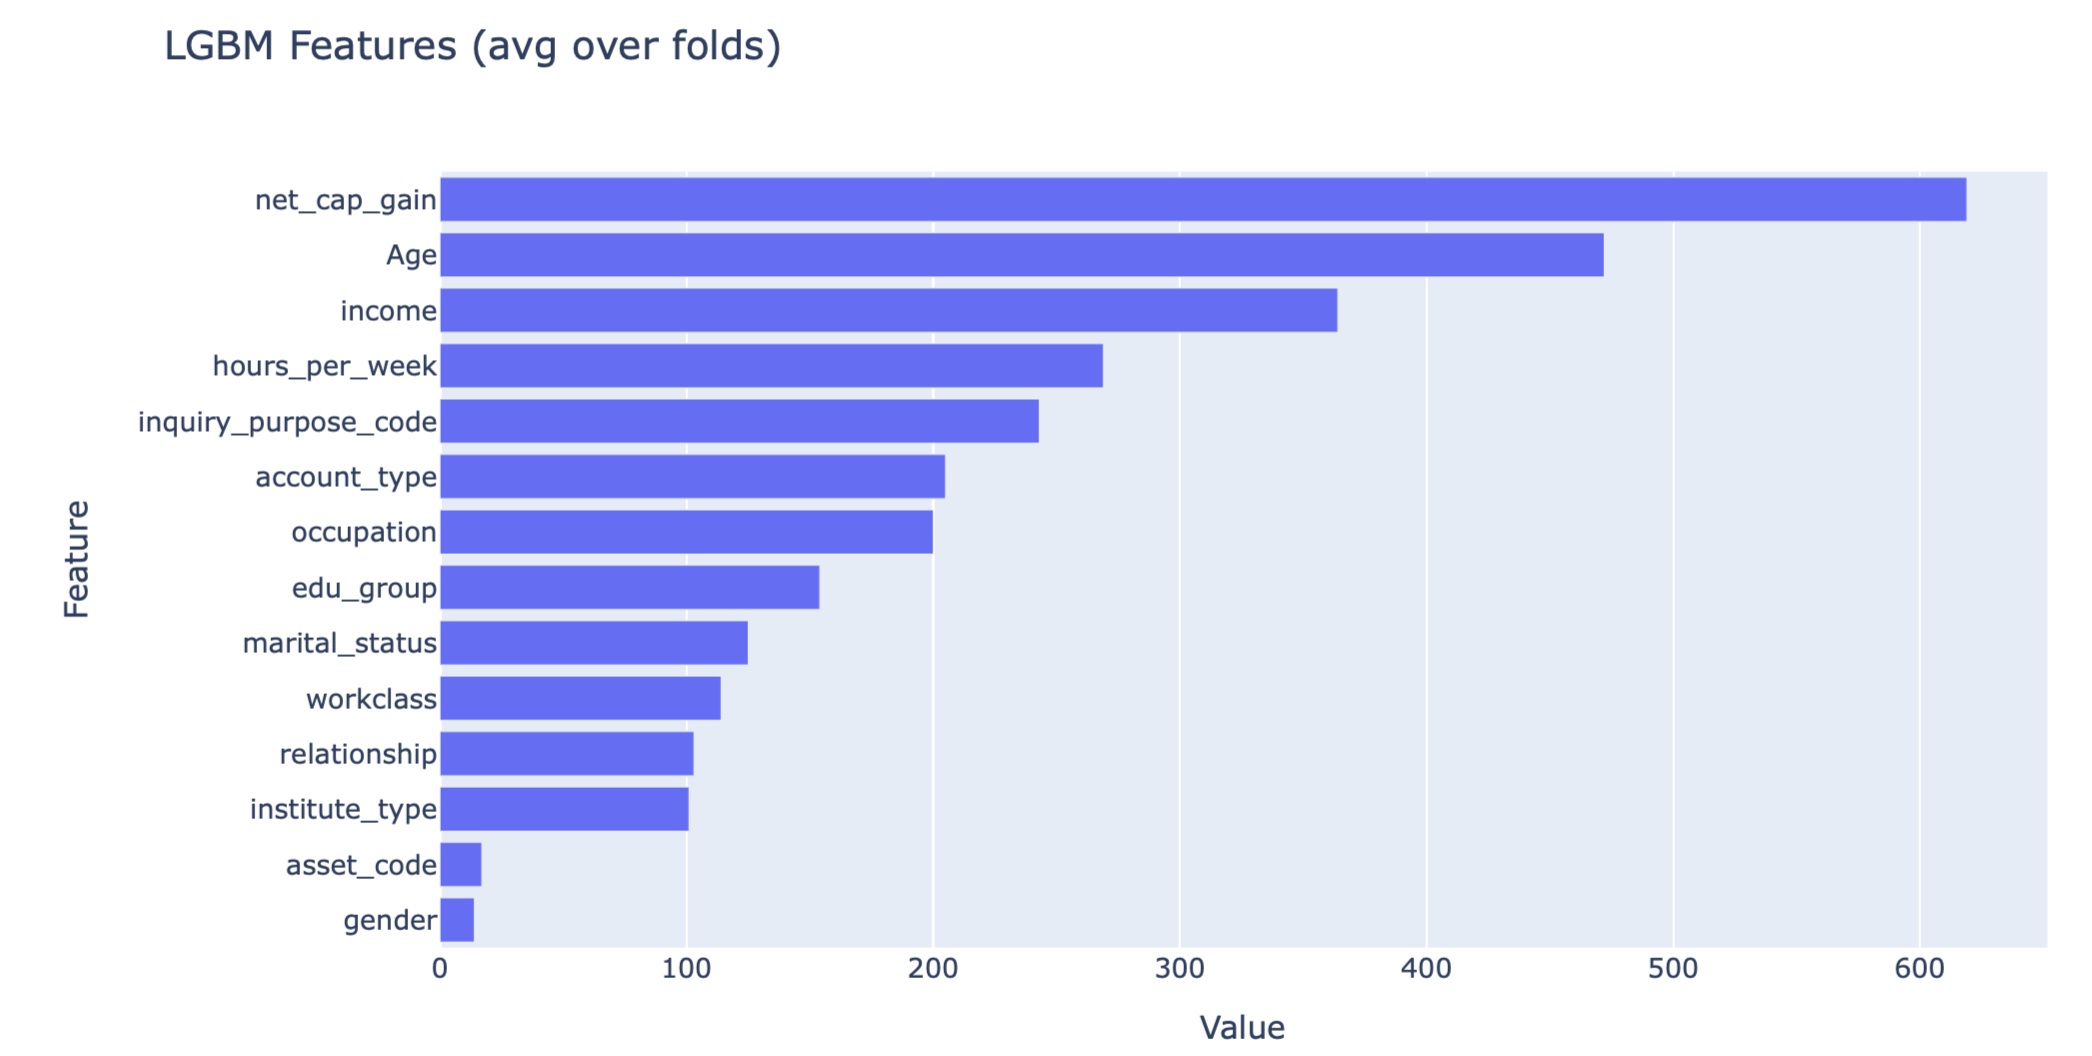 LGBM Features (avg over folds)
Feature
net_cap_gain
Age
income
hours_per_week
inquiry_purpose_code
account_type
occupation
edu_group
marital_status
workclass
relationship
institute_type
asset_code
gender
0 100 200 300 400 500 600
Value